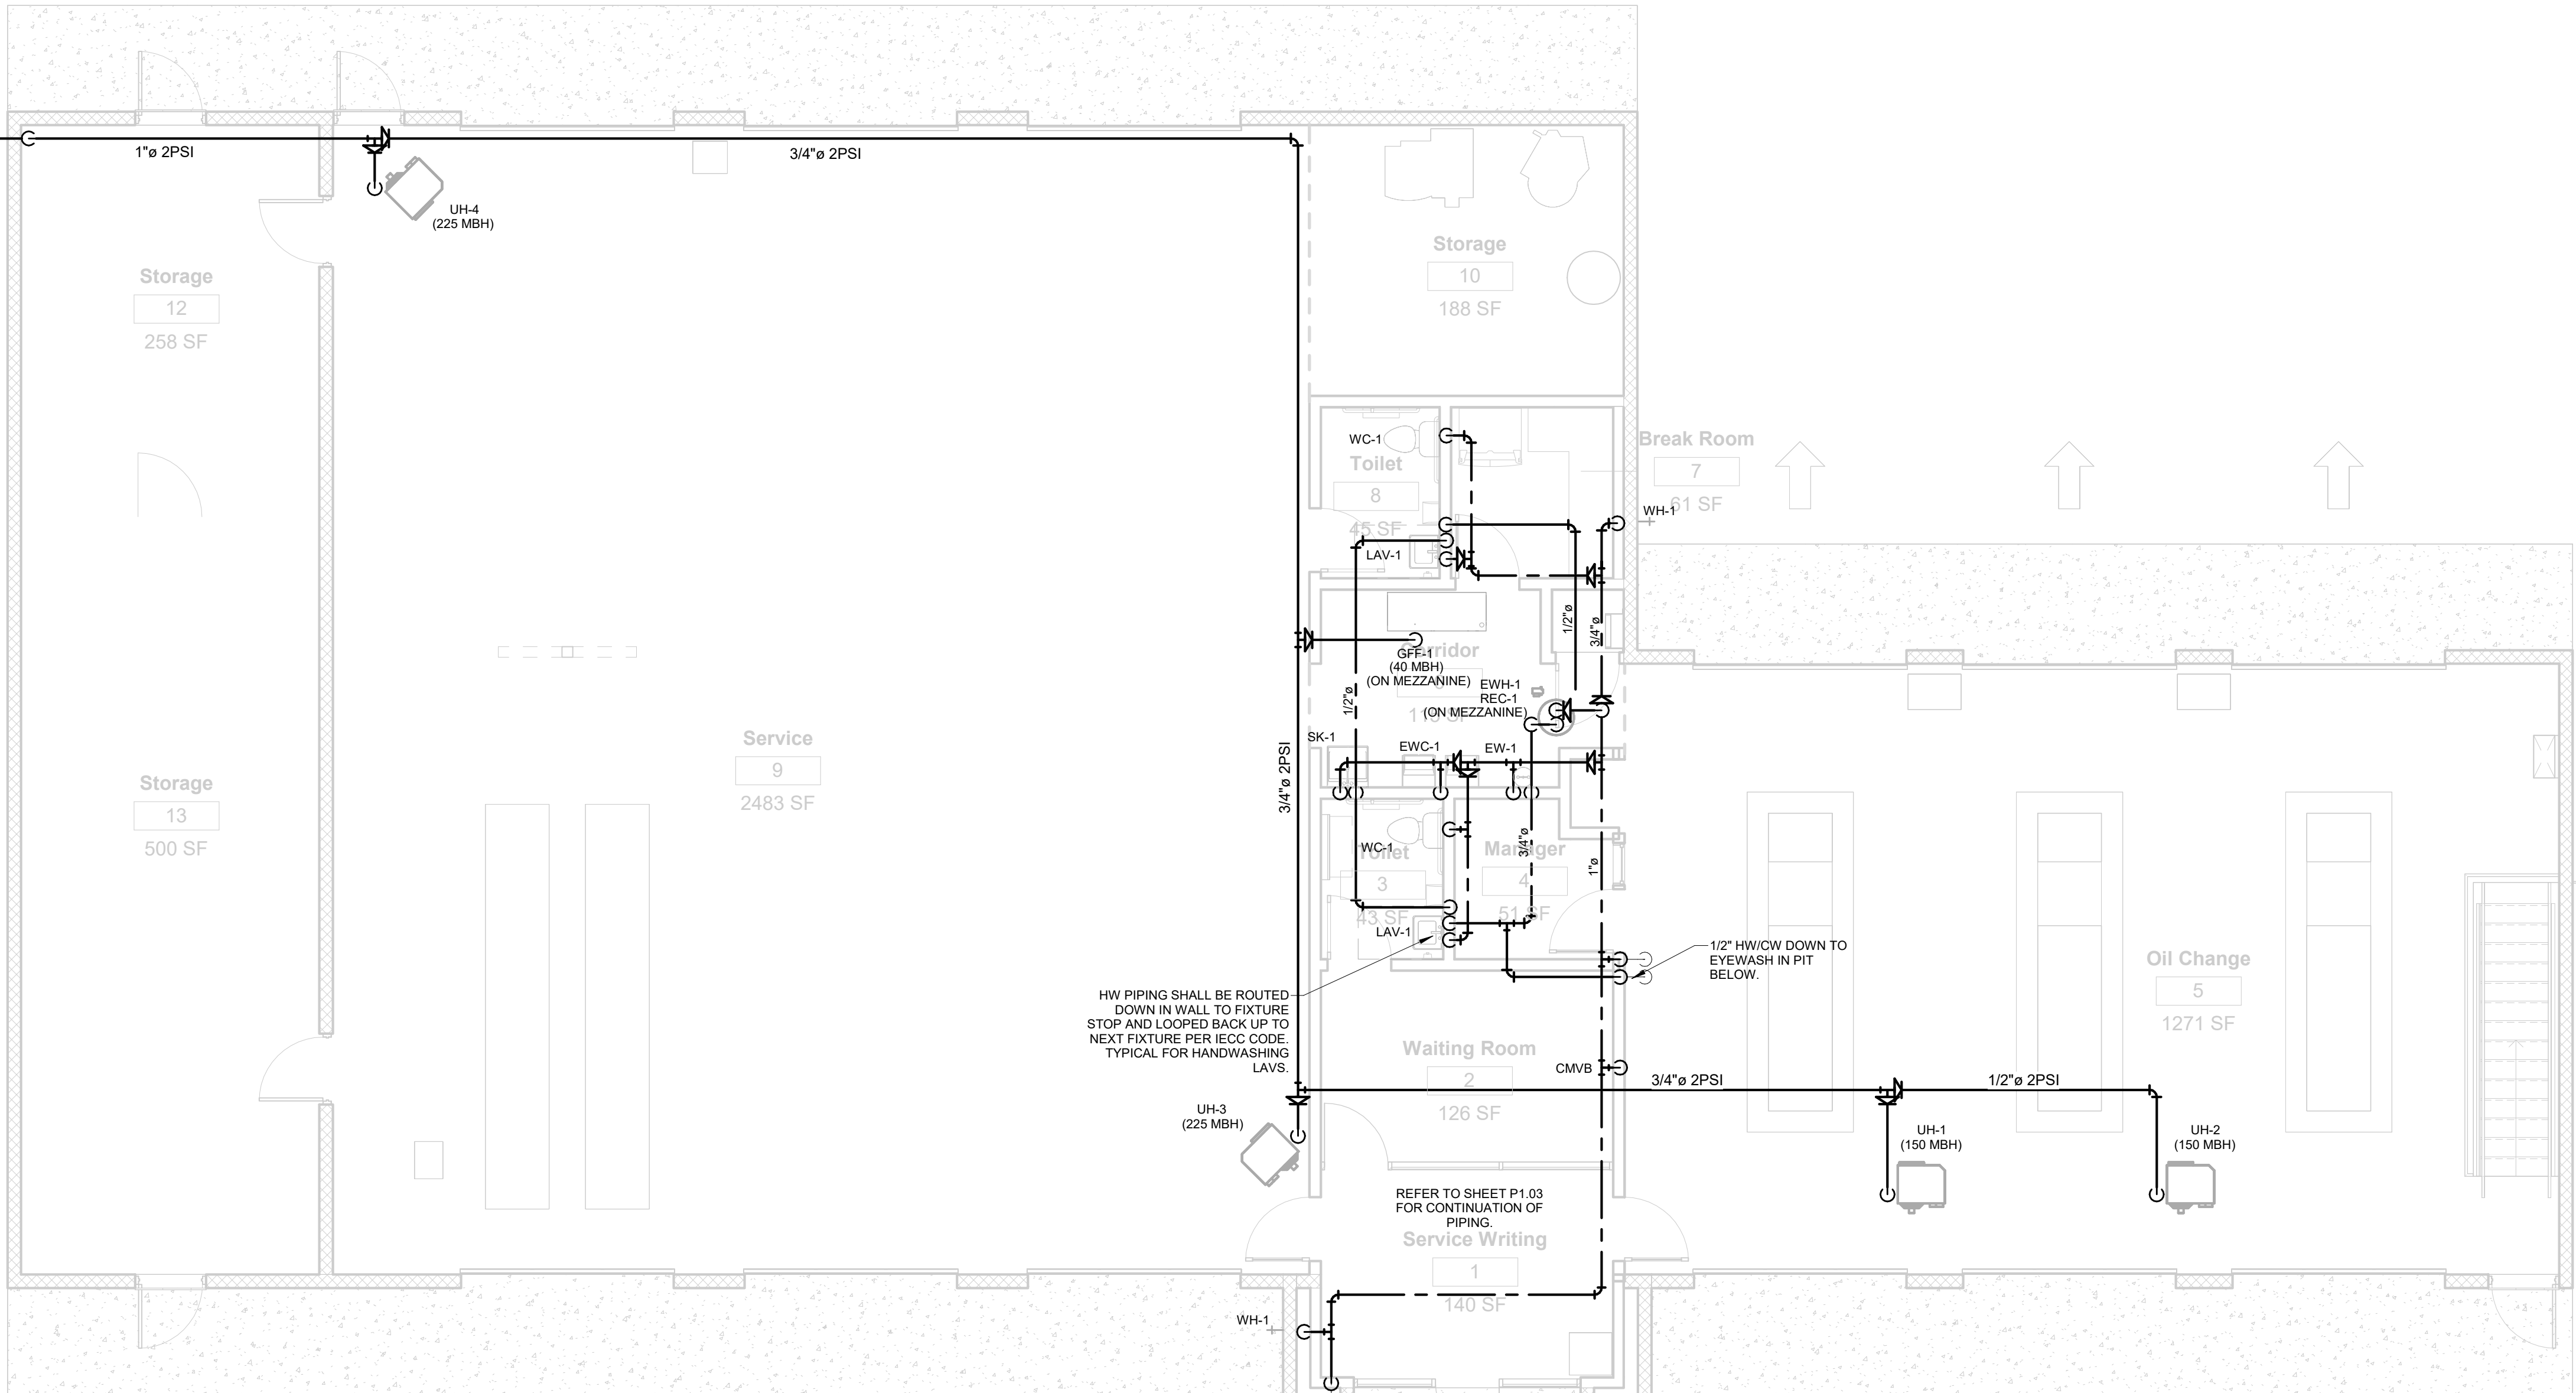 1"ø 2PSI
3/4"ø 2PSI
UH-4
(225 MBH)
Storage
12
258 SF
Storage
10
188 SF
WC-1
Toilet
8
45 SF
LAV-1
Break Room
7
61 SF
WH-1
1/2"ø
3/4"ø
Corridor
GFF-1
(40 MBH)
(ON MEZZANINE)
EWH-1
REC-1
(ON MEZZANINE)
1/2"ø
SK-1
EWC-1
EW-1
3/4"ø 2PSI
Service
9
2483 SF
Storage
13
500 SF
WC-1
Toilet
3
43 SF
LAV-1
Manager
4
51 SF
3/4"ø
1"ø
1/2" HW/CW DOWN TO
EYEWASH IN PIT
BELOW.
Oil Change
5
1271 SF
HW PIPING SHALL BE ROUTED
DOWN IN WALL TO FIXTURE
STOP AND LOOPED BACK UP TO
NEXT FIXTURE PER IECC CODE.
TYPICAL FOR HANDWASHING
LAVS.
Waiting Room
2
126 SF
CMVB
3/4"ø 2PSI
1/2"ø 2PSI
UH-3
(225 MBH)
UH-1
(150 MBH)
UH-2
(150 MBH)
REFER TO SHEET P1.03
FOR CONTINUATION OF
PIPING.
Service Writing
1
140 SF
WH-1